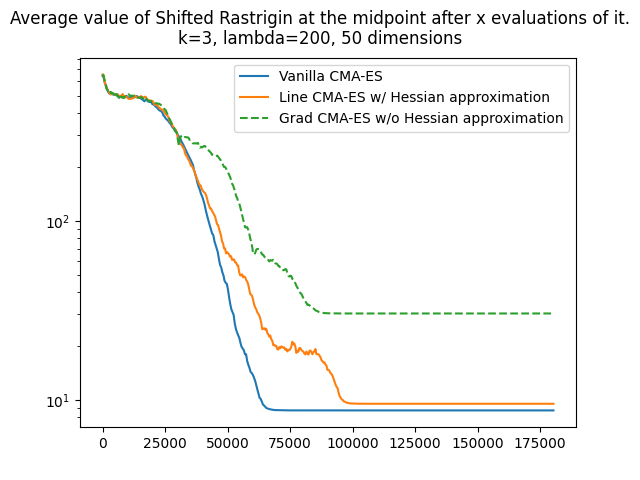 Average value of Shifted Rastrigin at the midpoint after x evaluations of it.
k=3, lambda=200, 50 dimensions
Vanilla CMA-ES
Line CMA-ES w/ Hessian approximation
Grad CMA-ES w/o Hessian approximation
10²
10¹
0 25000 50000 75000 100000 125000 150000 175000